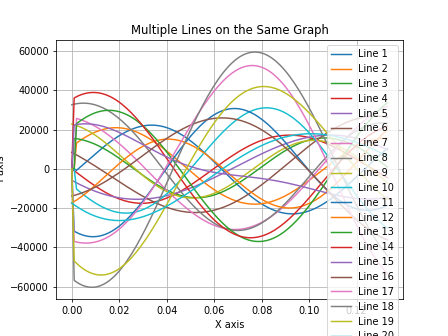 Multiple Lines on the Same Graph
60000
40000
20000
0
−20000
−40000
−60000
0.00
0.02
0.04
0.06
0.08
0.10
X axis
Line 1
Line 2
Line 3
Line 4
Line 5
Line 7
Line 8
Line 9
Line 10
Line 11
Line 12
Line 13
Line 14
Line 15
Line 16
Line 17
Line 18
Line 19
Line 20